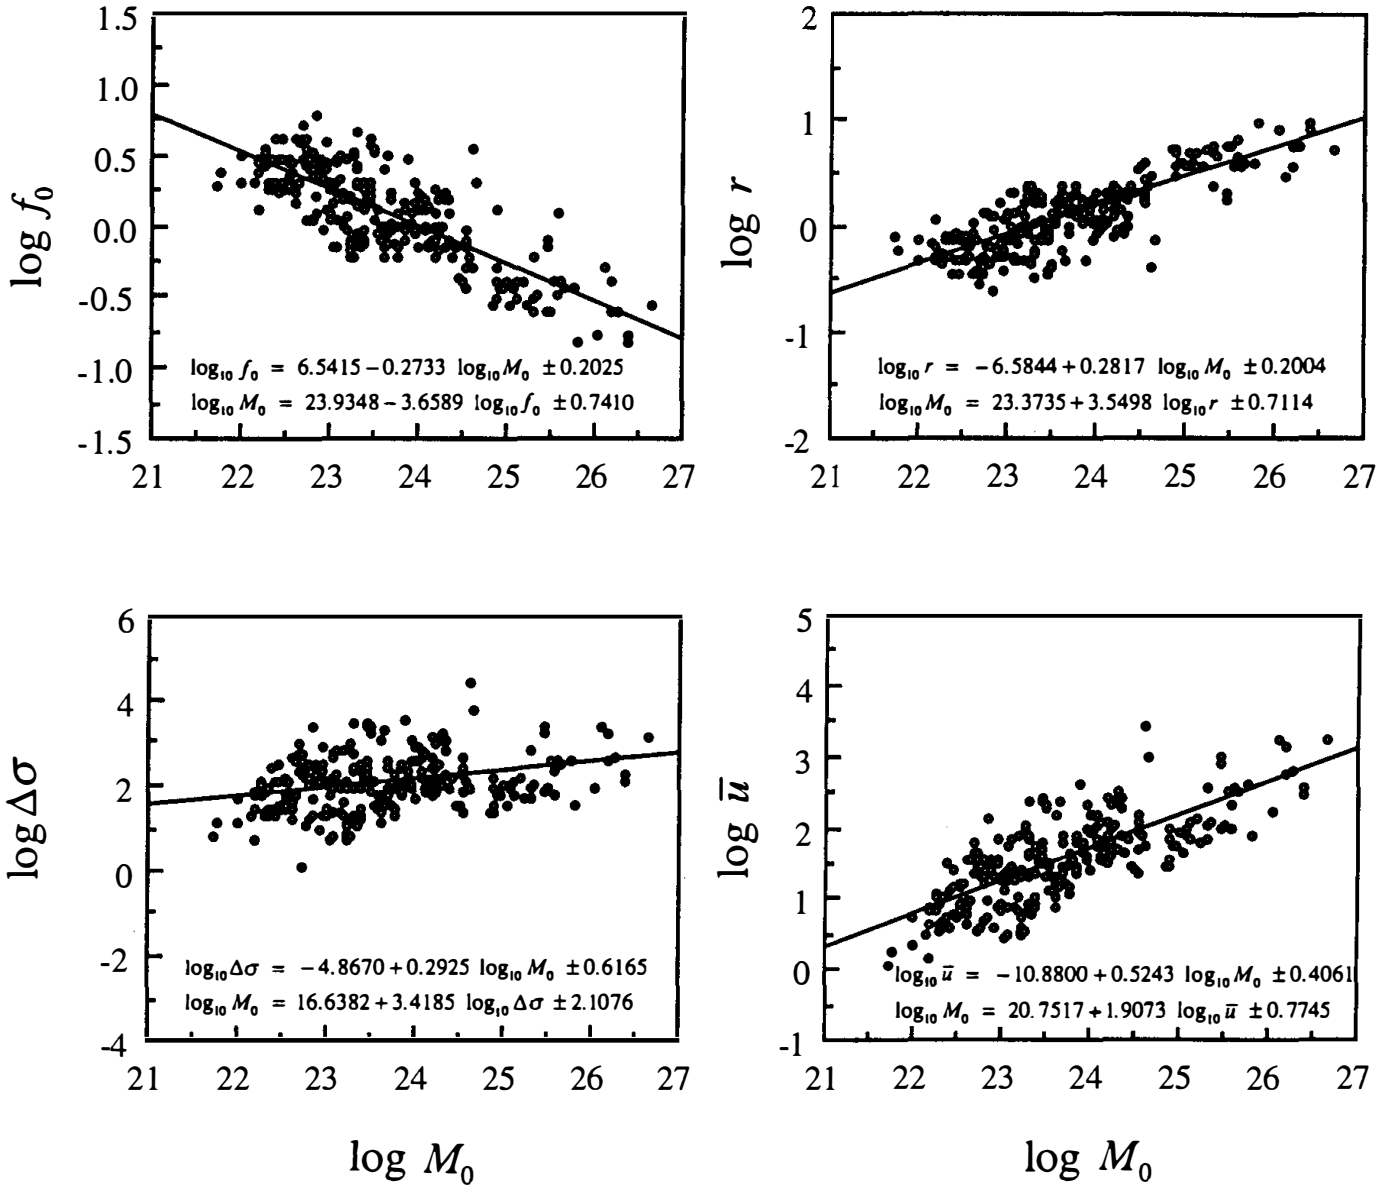 1.5
1.0
0.5
0.0
-0.5
-1.0
-1.5
log f₀
log₁₀ f₀ = 6.5415−0.2733 log₁₀ M₀ ±0.2025
log₁₀ M₀ = 23.9348−3.6589 log₁₀ f₀ ±0.7410
21 22 23 24 25 26 27
2
1
0
-1
-2
log r
log₁₀ r = −6.5844+0.2817 log₁₀ M₀ ±0.2004
log₁₀ M₀ = 23.3735+3.5498 log₁₀ r ±0.7114
21 22 23 24 25 26 27
6
4
2
0
-2
-4
log Δσ
log₁₀ Δσ = −4.8670+0.2925 log₁₀ M₀ ±0.6165
log₁₀ M₀ = 16.6382+3.4185 log₁₀ Δσ ±2.1076
21 22 23 24 25 26 27
log M₀
5
4
3
2
1
0
-1
log u̅
log₁₀ u̅ = −10.8800+0.5243 log₁₀ M₀ ±0.4061
log₁₀ M₀ = 20.7517+1.9073 log₁₀ u̅ ±0.7745
21 22 23 24 25 26 27
log M₀